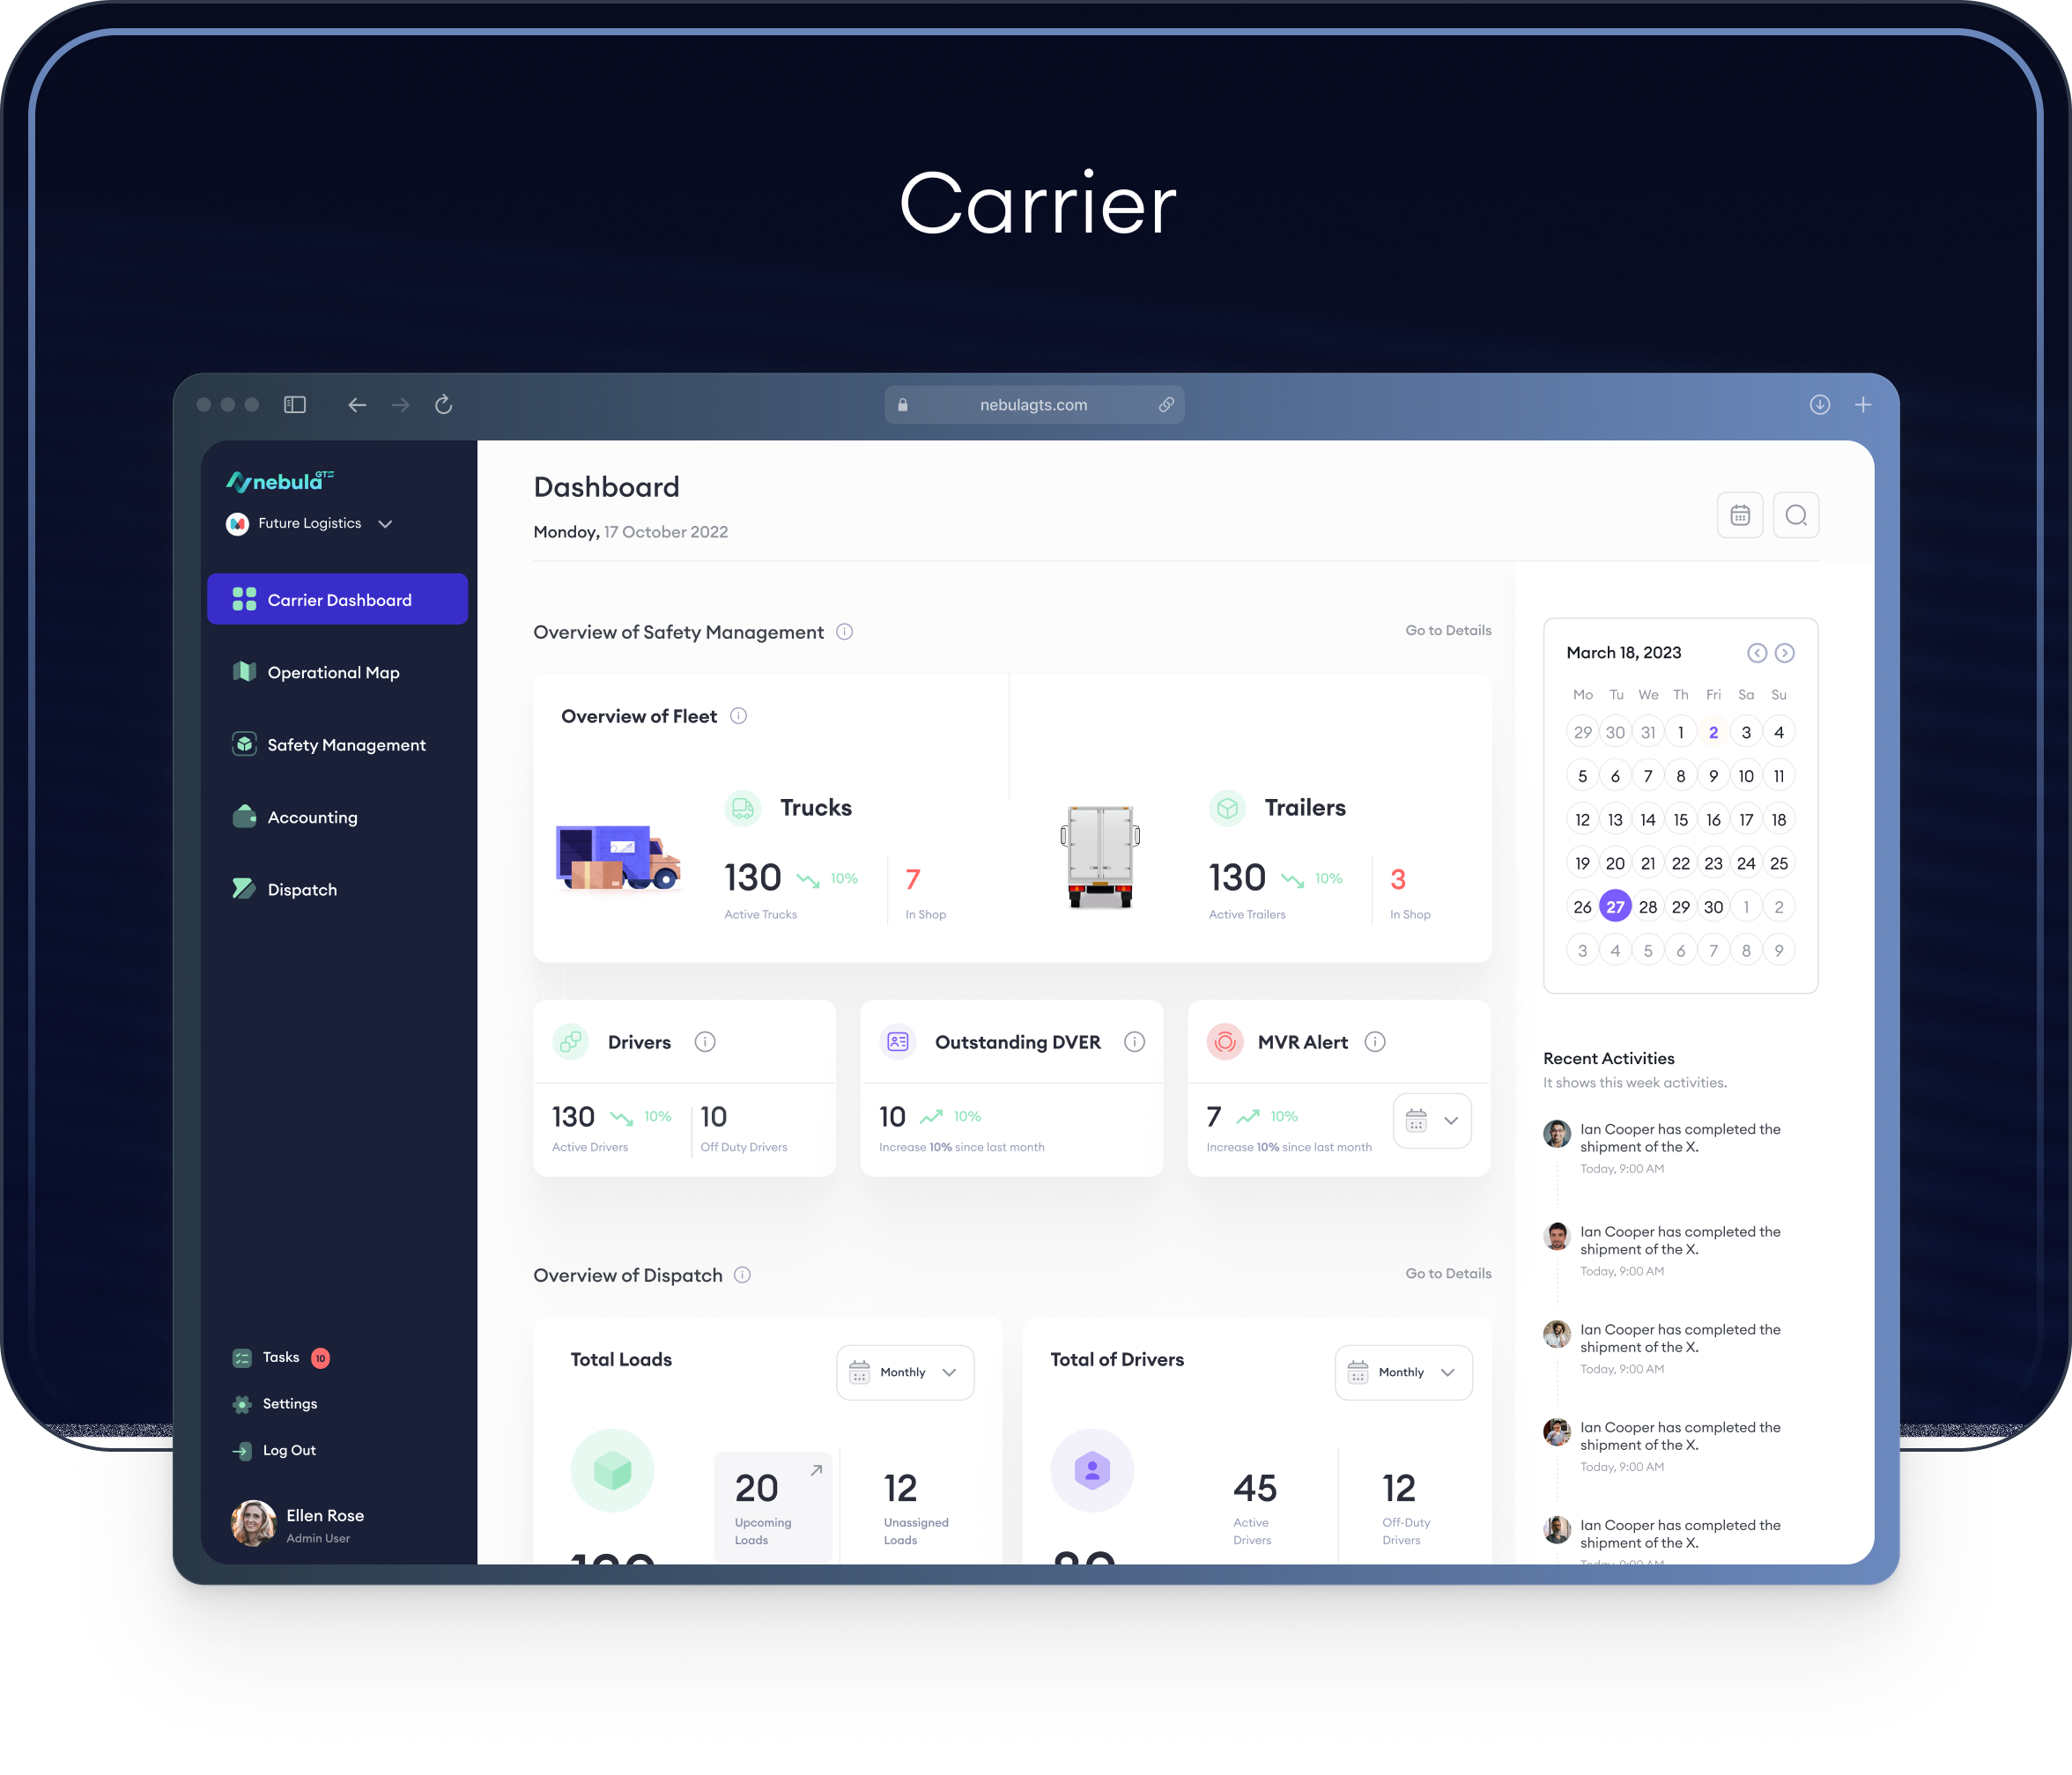 Carrier
nebulagts.com
nebula GTS
Future Logistics
Carrier Dashboard
Operational Map
Safety Management
Accounting
Dispatch
Tasks 10
Settings
Log Out
Ellen Rose
Admin User
Dashboard
Mondoy, 17 October 2022
Overview of Safety Management
Go to Details
Overview of Fleet
Trucks
130 10% 7
Active Trucks In Shop
Trailers
130 10% 3
Active Trailers In Shop
Drivers
130 10% 10
Active Drivers Off Duty Drivers
Outstanding DVER
10 10%
Increase 10% since last month
MVR Alert
7 10%
Increase 10% since last month
Overview of Dispatch
Go to Details
Total Loads
Monthly
20 12
Upcoming Unassigned
Loads Loads
Total of Drivers
Monthly
45 12
Active Off-Duty
Drivers Drivers
March 18, 2023
Mo Tu We Th Fri Sa Su
29 30 31 1 2 3 4
5 6 7 8 9 10 11
12 13 14 15 16 17 18
19 20 21 22 23 24 25
26 27 28 29 30 1 2
3 4 5 6 7 8 9
Recent Activities
It shows this week activities.
Ian Cooper has completed the
shipment of the X.
Today, 9:00 AM
Ian Cooper has completed the
shipment of the X.
Today, 9:00 AM
Ian Cooper has completed the
shipment of the X.
Today, 9:00 AM
Ian Cooper has completed the
shipment of the X.
Today, 9:00 AM
Ian Cooper has completed the
shipment of the X.